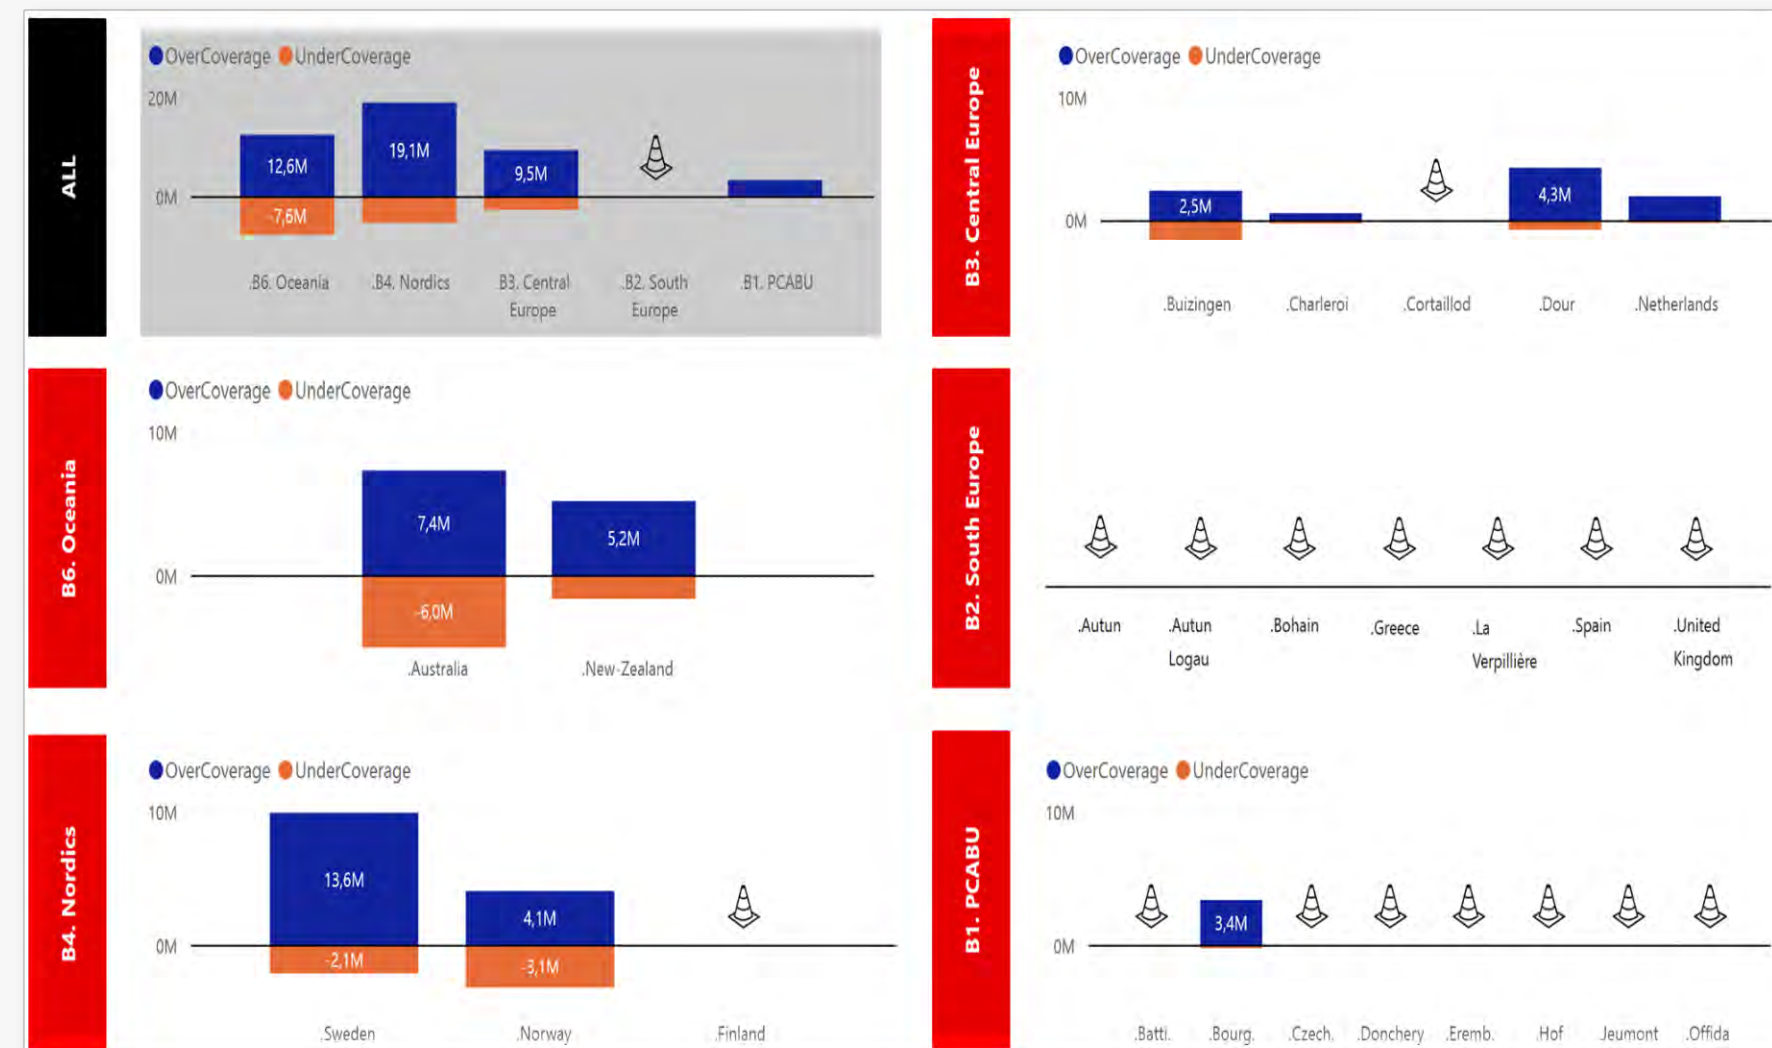 ALL
OverCoverage UnderCoverage
20M
0M
12,6M
19,1M
9,5M
-7,6M
.B6. Oceania
.B4. Nordics
B3. Central
Europe
.B2. South
Europe
.B1. PCABU
B3. Central Europe
OverCoverage UnderCoverage
10M
0M
2,5M
4,3M
.Buizingen
.Charleroi
.Cortaillod
.Dour
.Netherlands
B6. Oceania
OverCoverage UnderCoverage
10M
0M
7,4M
5,2M
-6,0M
.Australia
.New-Zealand
B2. South Europe
.Autun
.Autun
Logau
.Bohain
.Greece
.La
Verpillière
.Spain
.United
Kingdom
B4. Nordics
OverCoverage UnderCoverage
10M
0M
13,6M
4,1M
-2,1M
-3,1M
.Sweden
.Norway
.Finland
B1. PCABU
OverCoverage UnderCoverage
10M
0M
3,4M
.Batti.
.Bourg.
.Czech.
.Donchery
.Eremb.
.Hof
Jeumont
.Offida